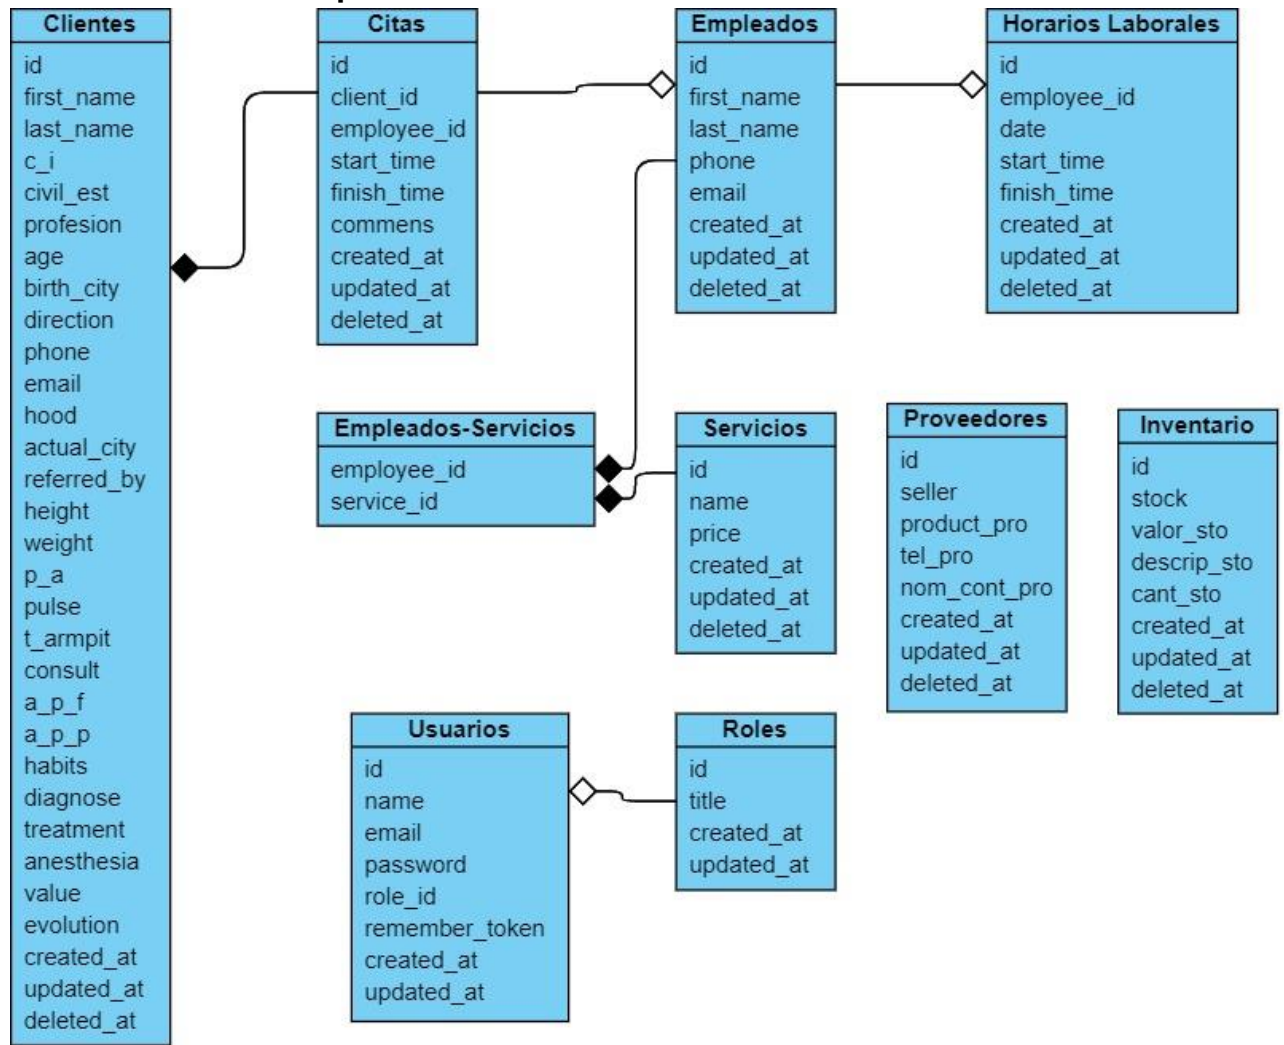 Clientes
id
first_name
last_name
c_i
civil_est
profesion
age
birth_city
direction
phone
email
hood
actual_city
referred_by
height
weight
p_a
pulse
t_armpit
consult
a_p_f
a_p_p
habits
diagnose
treatment
anesthesia
value
evolution
created_at
updated_at
deleted_at
Citas
id
client_id
employee_id
start_time
finish_time
commens
created_at
updated_at
deleted_at
Empleados
id
first_name
last_name
phone
email
created_at
updated_at
deleted_at
Horarios Laborales
id
employee_id
date
start_time
finish_time
created_at
updated_at
deleted_at
Empleados-Servicios
employee_id
service_id
Servicios
id
name
price
created_at
updated_at
deleted_at
Proveedores
id
seller
product_pro
tel_pro
nom_cont_pro
created_at
updated_at
deleted_at
Inventario
id
stock
valor_sto
descrip_sto
cant_sto
created_at
updated_at
deleted_at
Usuarios
id
name
email
password
role_id
remember_token
created_at
updated_at
Roles
id
title
created_at
updated_at